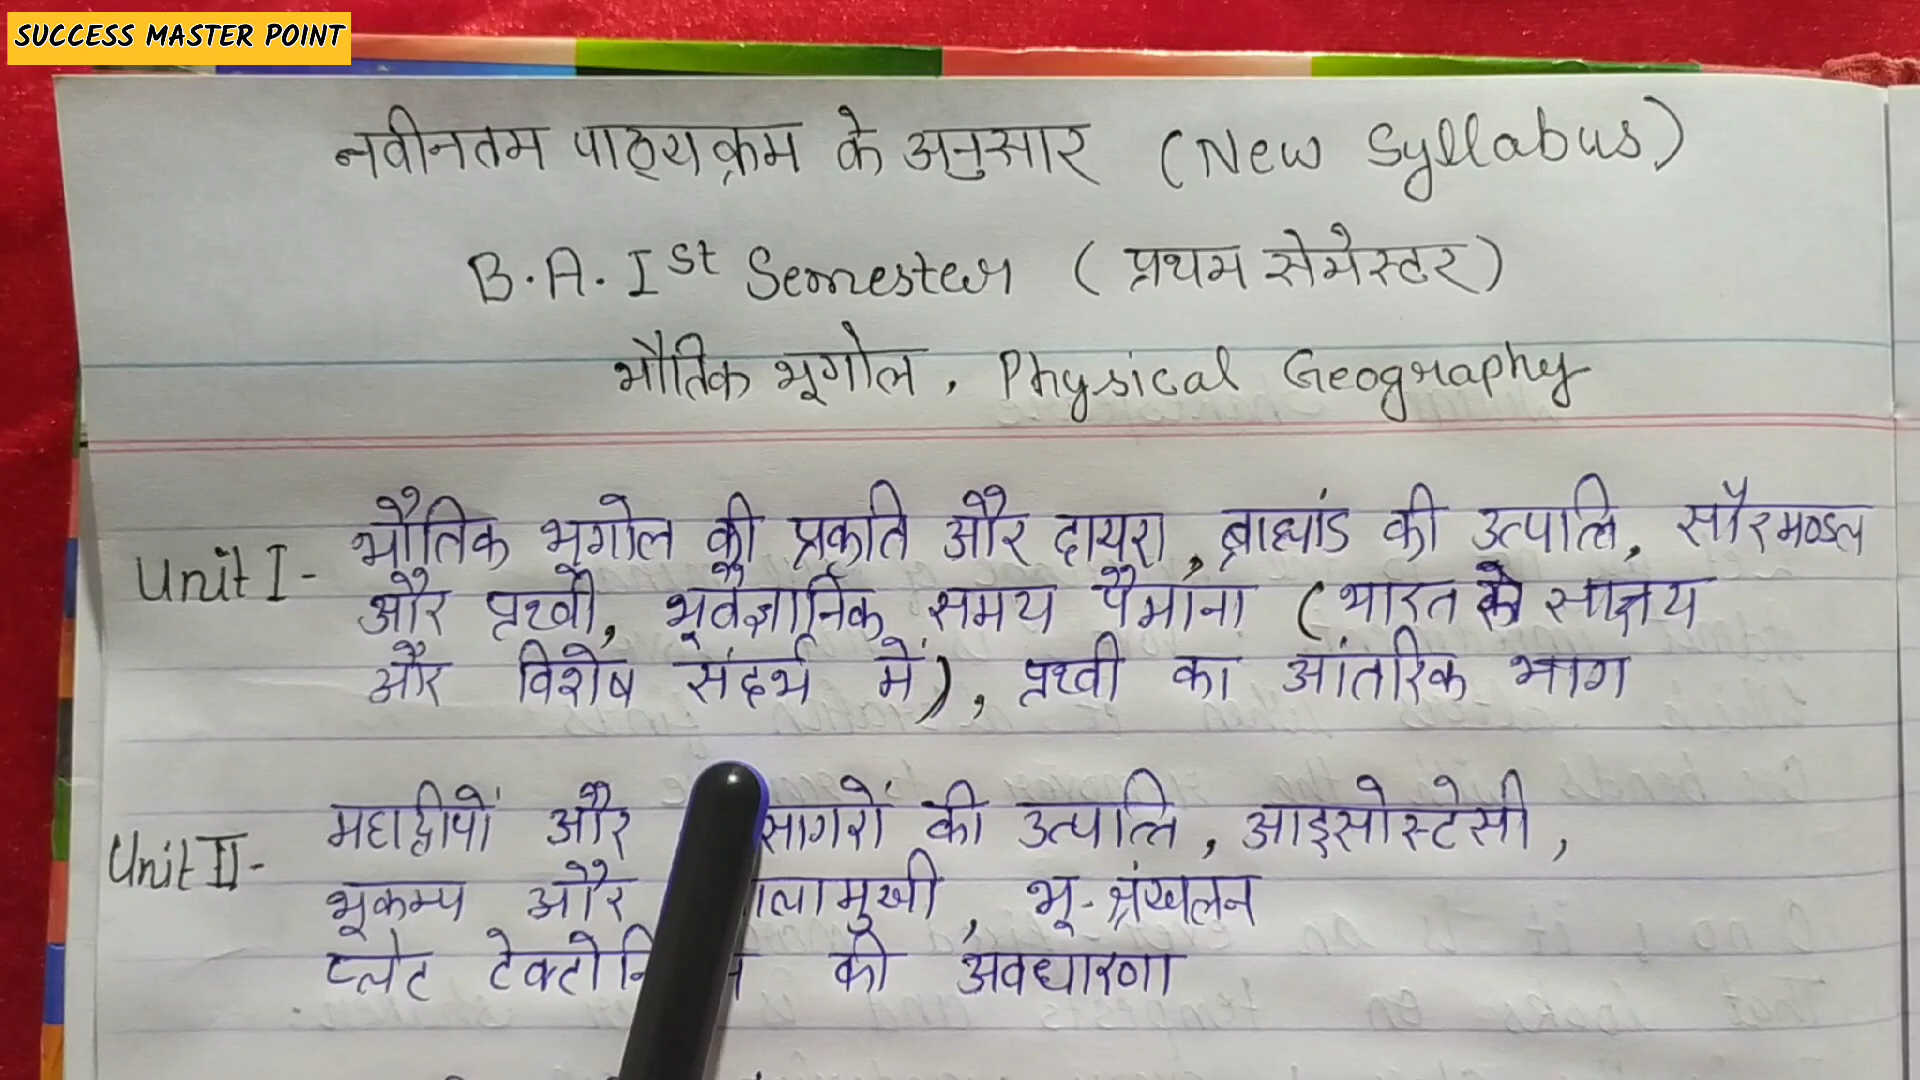 SUCCESS MASTER POINT
नवीनतम पाठ्यक्रम के अनुसार (New Syllabus)
B.A. Ist Semester (प्रथम सेमेस्टर)
भौतिक भूगोल, Physical Geography
Unit I- भौतिक भूगोल की प्रकृति और दायरा, ब्राह्मांड की उत्पत्ति, सौरमण्डल
और पृथ्वी, भूवैज्ञानिक समय पैमाना (भारत के साक्ष्य
और विशेष संदर्भ में), पृथ्वी का आंतरिक भाग
Unit II- महाद्वीपों और सागरों की उत्पत्ति, आइसोस्टेसी,
भूकम्प और लामुखी, भू-श्रंखलन
प्लेट की अवधारणा